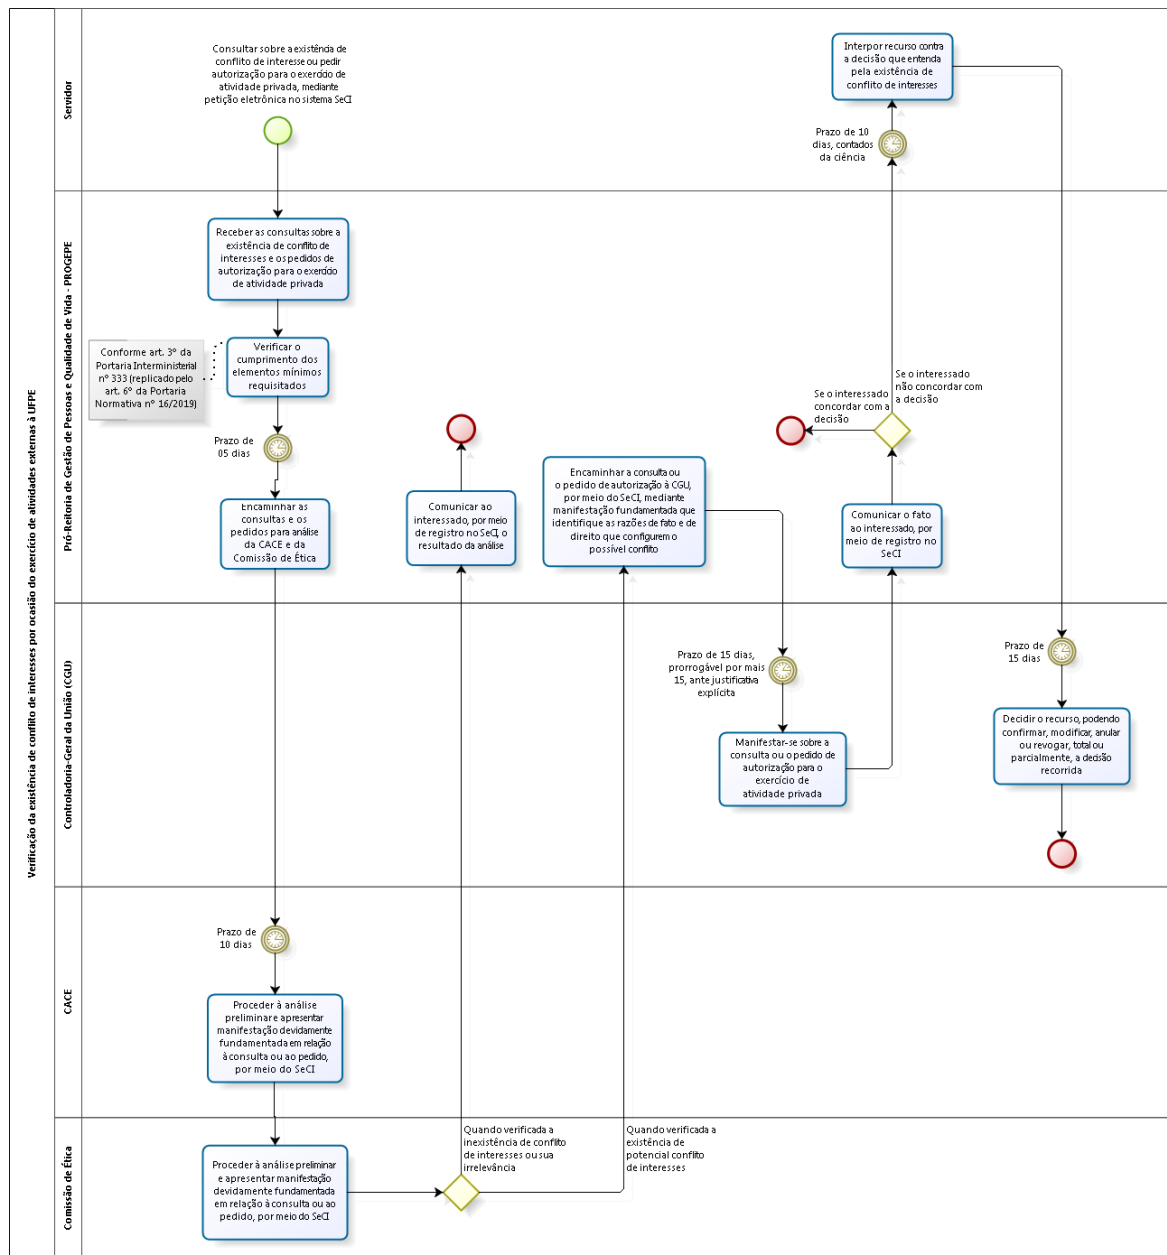 Verificação da existência de conflito de interesses por ocasião do exercício de atividades externas à UFPE
Servidor
Consultar sobre a existência de
conflito de interesse ou pedir
autorização para o exercício de
atividade privada, mediante
petição eletrônica no sistema SeCI
Interpor recurso contra
a decisão que entenda
pela existência de
conflito de interesses
Prazo de 10
dias, contados
da ciência
Pró-Reitoria de Gestão de Pessoas e Qualidade de Vida - PROGEPE
Receber as consultas sobre a
existência de conflito de
interesses e os pedidos de
autorização para o exercício
de atividade privada
Conforme art. 3º da
Portaria Interministerial
nº 333 (replicado pelo
art. 6º da Portaria
Normativa nº 16/2019)
Verificar o
cumprimento dos
elementos mínimos
requisitados
Prazo de
05 dias
Encaminhar as
consultas e os
pedidos para análise
da CACE e da
Comissão de Ética
Comunicar ao
interessado, por meio
de registro no SeCI, o
resultado da análise
Encaminhar a consulta ou
o pedido de autorização à CGU,
por meio do SeCI, mediante
manifestação fundamentada que
identifique as razões de fato e de
direito que configurem o
possível conflito
Se o interessado
concordar com a
decisão
Se o interessado
não concordar com
a decisão
Comunicar o fato
ao interessado, por
meio de registro no
SeCI
Controladoria-Geral da União (CGU)
Prazo de 15 dias,
prorrogável por mais
15, ante justificativa
explícita
Manifestar-se sobre a
consulta ou o pedido de
autorização para o
exercício de
atividade privada
Prazo de
15 dias
Decidir o recurso, podendo
confirmar, modificar, anular
ou revogar, total ou
parcialmente, a decisão
recorrida
CACE
Prazo de
10 dias
Proceder à análise
preliminar e apresentar
manifestação devidamente
fundamentada em relação
à consulta ou ao pedido,
por meio do SeCI
Comissão de Ética
Proceder à análise preliminar
e apresentar manifestação
devidamente fundamentada
em relação à consulta ou ao
pedido, por meio do SeCI
Quando verificada a
inexistência de conflito
de interesses ou sua
irrelevância
Quando verificada a
existência de
potencial conflito
de interesses